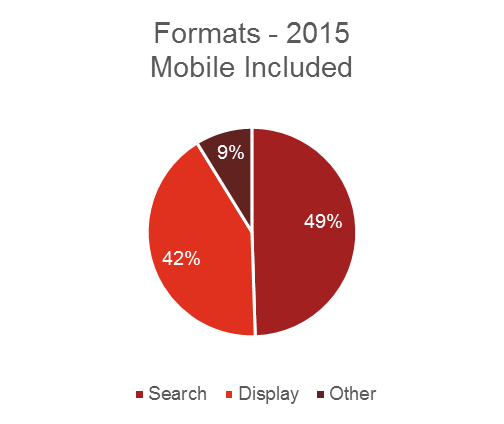 Formats - 2015
Mobile Included
9%
49%
42%
Search Display Other